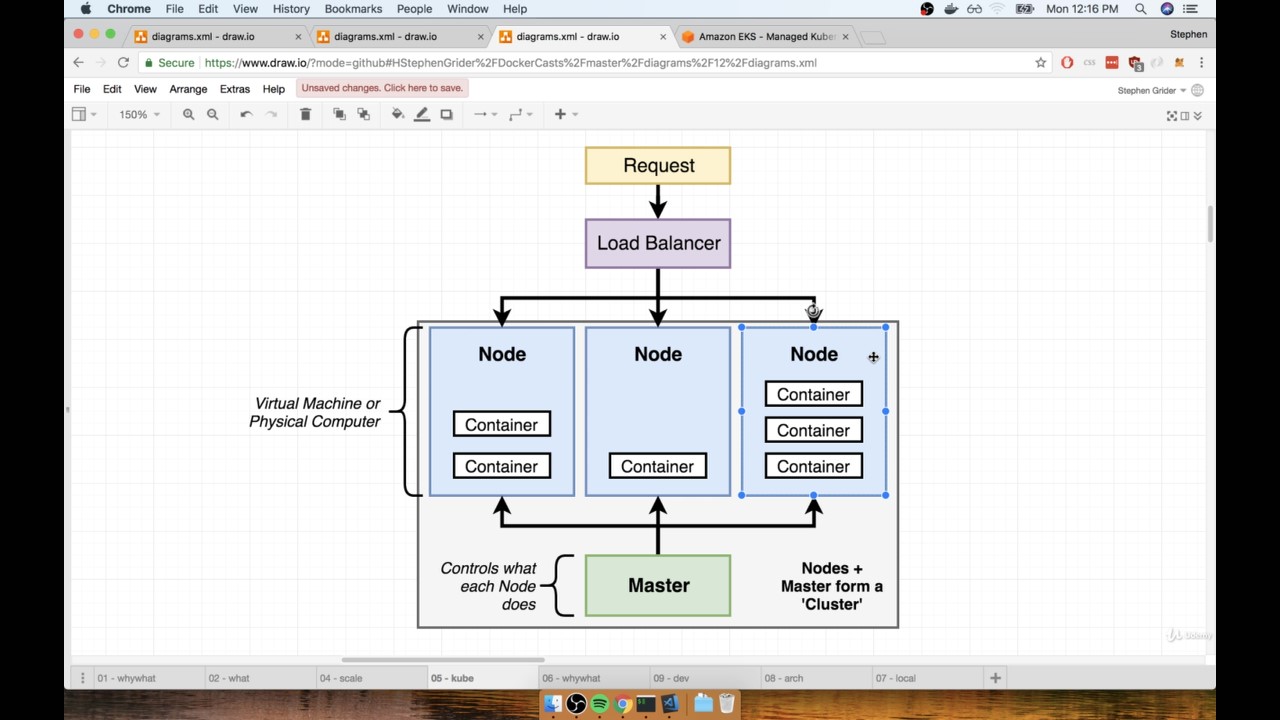 Chrome File Edit View History Bookmarks People Window Help Mon 12:16 PM
diagrams.xml - draw.io diagrams.xml - draw.io diagrams.xml - draw.io Amazon EKS - Managed Kube Stephen
Secure https://www.draw.io/?mode=github#HStephenGrider%2FDockerCasts%2Fmaster%2Fdiagrams%2F12%2Fdiagrams.xml css 3
File Edit View Arrange Extras Help Unsaved changes. Click here to save. Stephen Grider
150%
Request
Load Balancer
Node Node Node
Container
Virtual Machine or
Physical Computer
Container Container
Container Container Container
Controls what
each Node
does
Master
Nodes +
Master form a
'Cluster'
Udemy
01 - whywhat 02 - what 04 - scale 05 - kube 06 - whywhat 09 - dev 08 - arch 07 - local